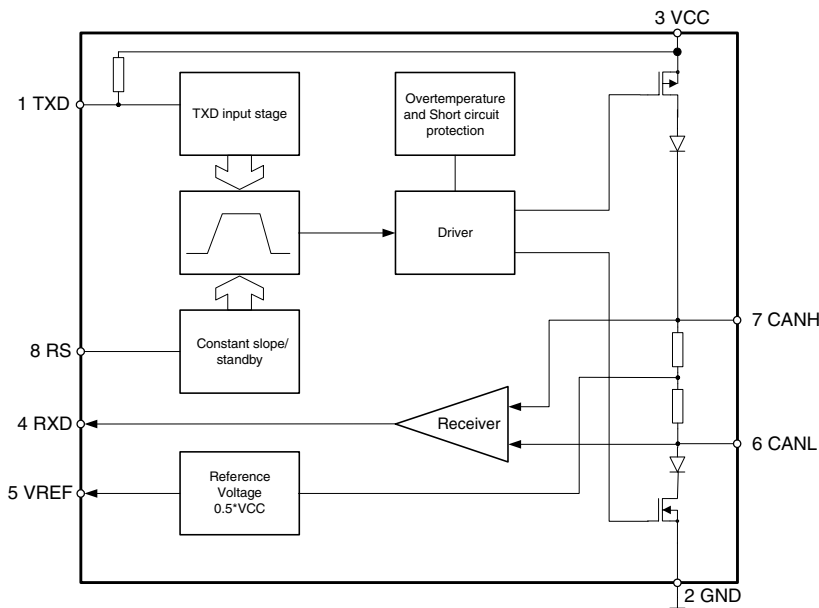 3 VCC
1 TXD
TXD input stage
Overtemperature
and Short circuit
protection
Driver
7 CANH
8 RS
Constant slope/
standby
4 RXD
Receiver
6 CANL
5 VREF
Reference
Voltage
0.5*VCC
2 GND